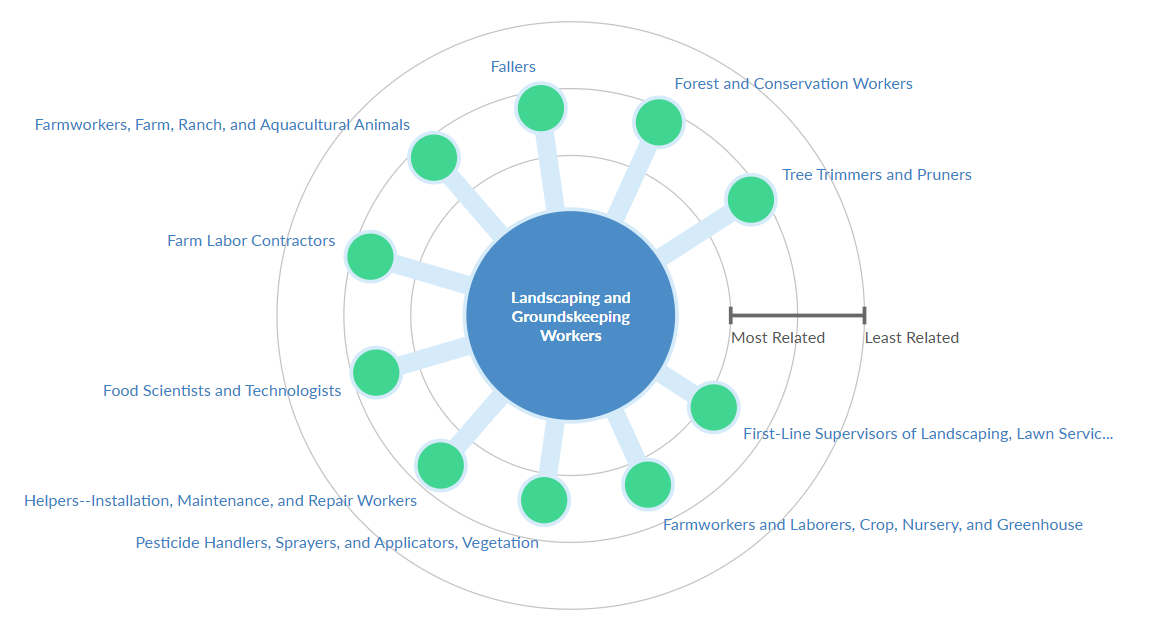 Fallers
Forest and Conservation Workers
Farmworkers, Farm, Ranch, and Aquacultural Animals
Tree Trimmers and Pruners
Farm Labor Contractors
Landscaping and
Groundskeeping
Workers
Most Related
Least Related
Food Scientists and Technologists
First-Line Supervisors of Landscaping, Lawn Servic...
Helpers--Installation, Maintenance, and Repair Workers
Farmworkers and Laborers, Crop, Nursery, and Greenhouse
Pesticide Handlers, Sprayers, and Applicators, Vegetation